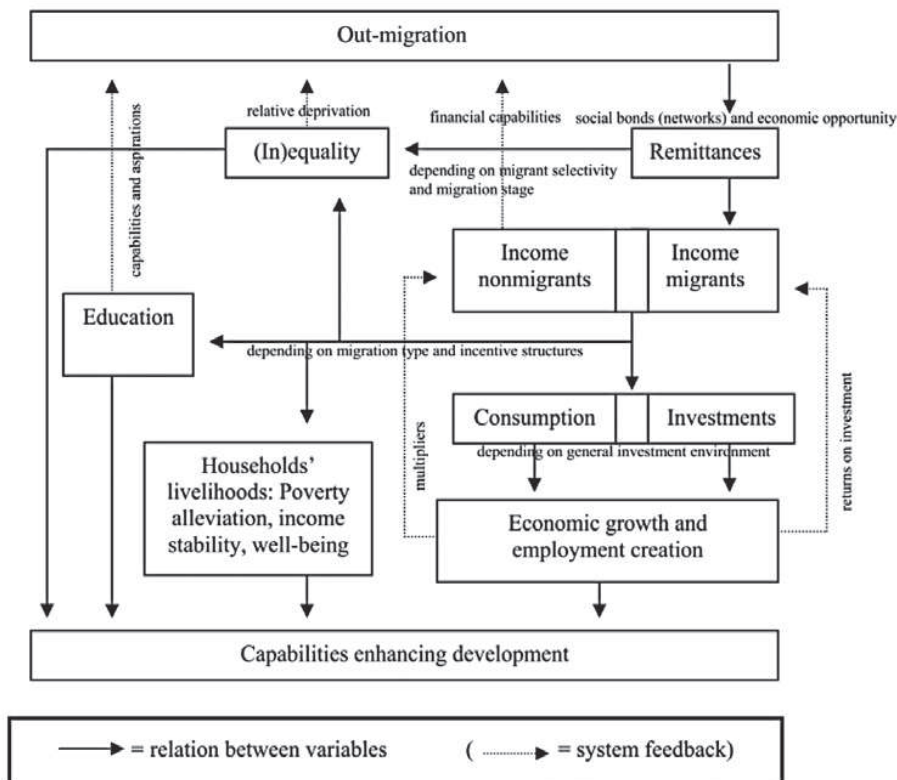 Out-migration
relative deprivation
financial capabilities
social bonds (networks) and economic opportunity
capabilities and aspirations
(In)equality
Remittances
depending on migrant selectivity
and migration stage
Income
nonmigrants
Income
migrants
Education
depending on migration type and incentive structures
Consumption
Investments
depending on general investment environment
multipliers
returns on investment
Households'
livelihoods: Poverty
alleviation, income
stability, well-being
Economic growth and
employment creation
Capabilities enhancing development
= relation between variables
( = system feedback)